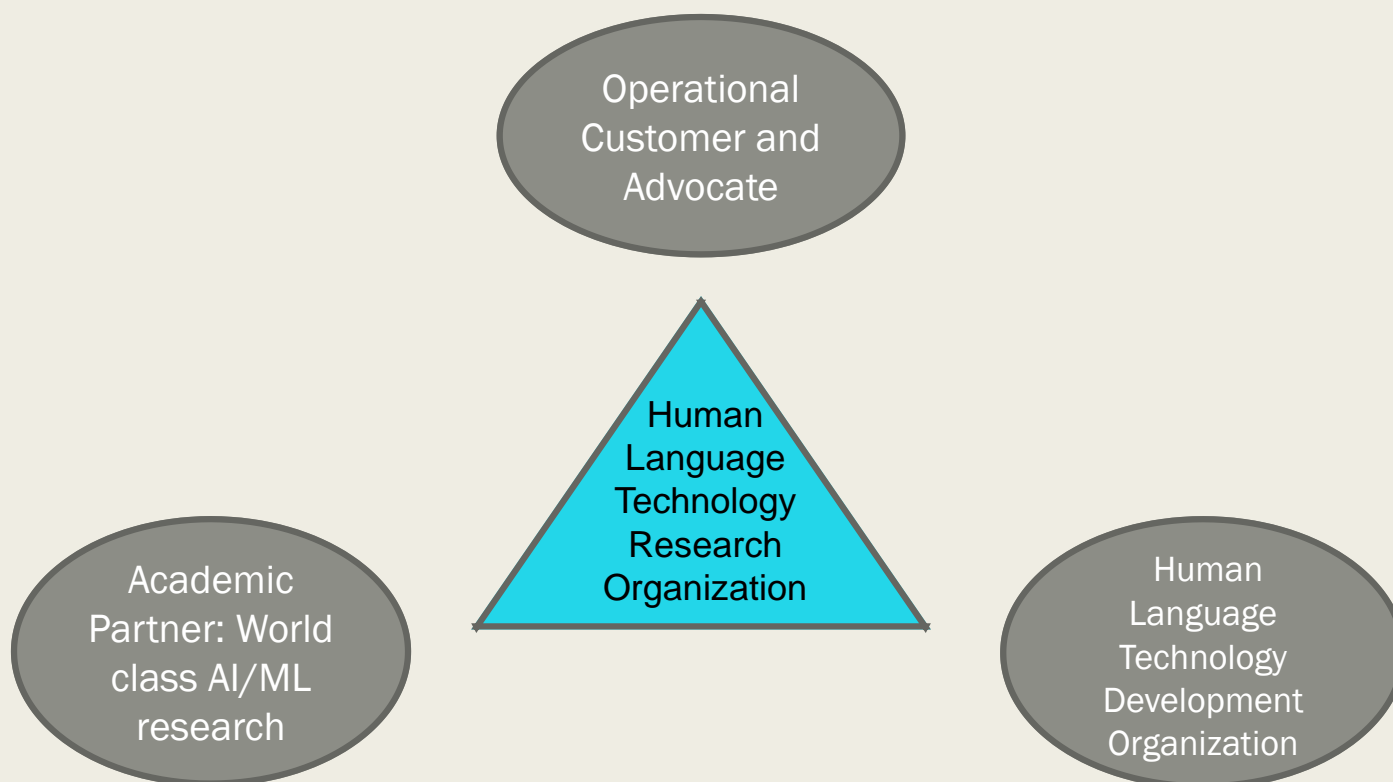 Operational
Customer and
Advocate
Human
Language
Technology
Research
Organization
Academic
Partner: World
class AI/ML
research
Human
Language
Technology
Development
Organization